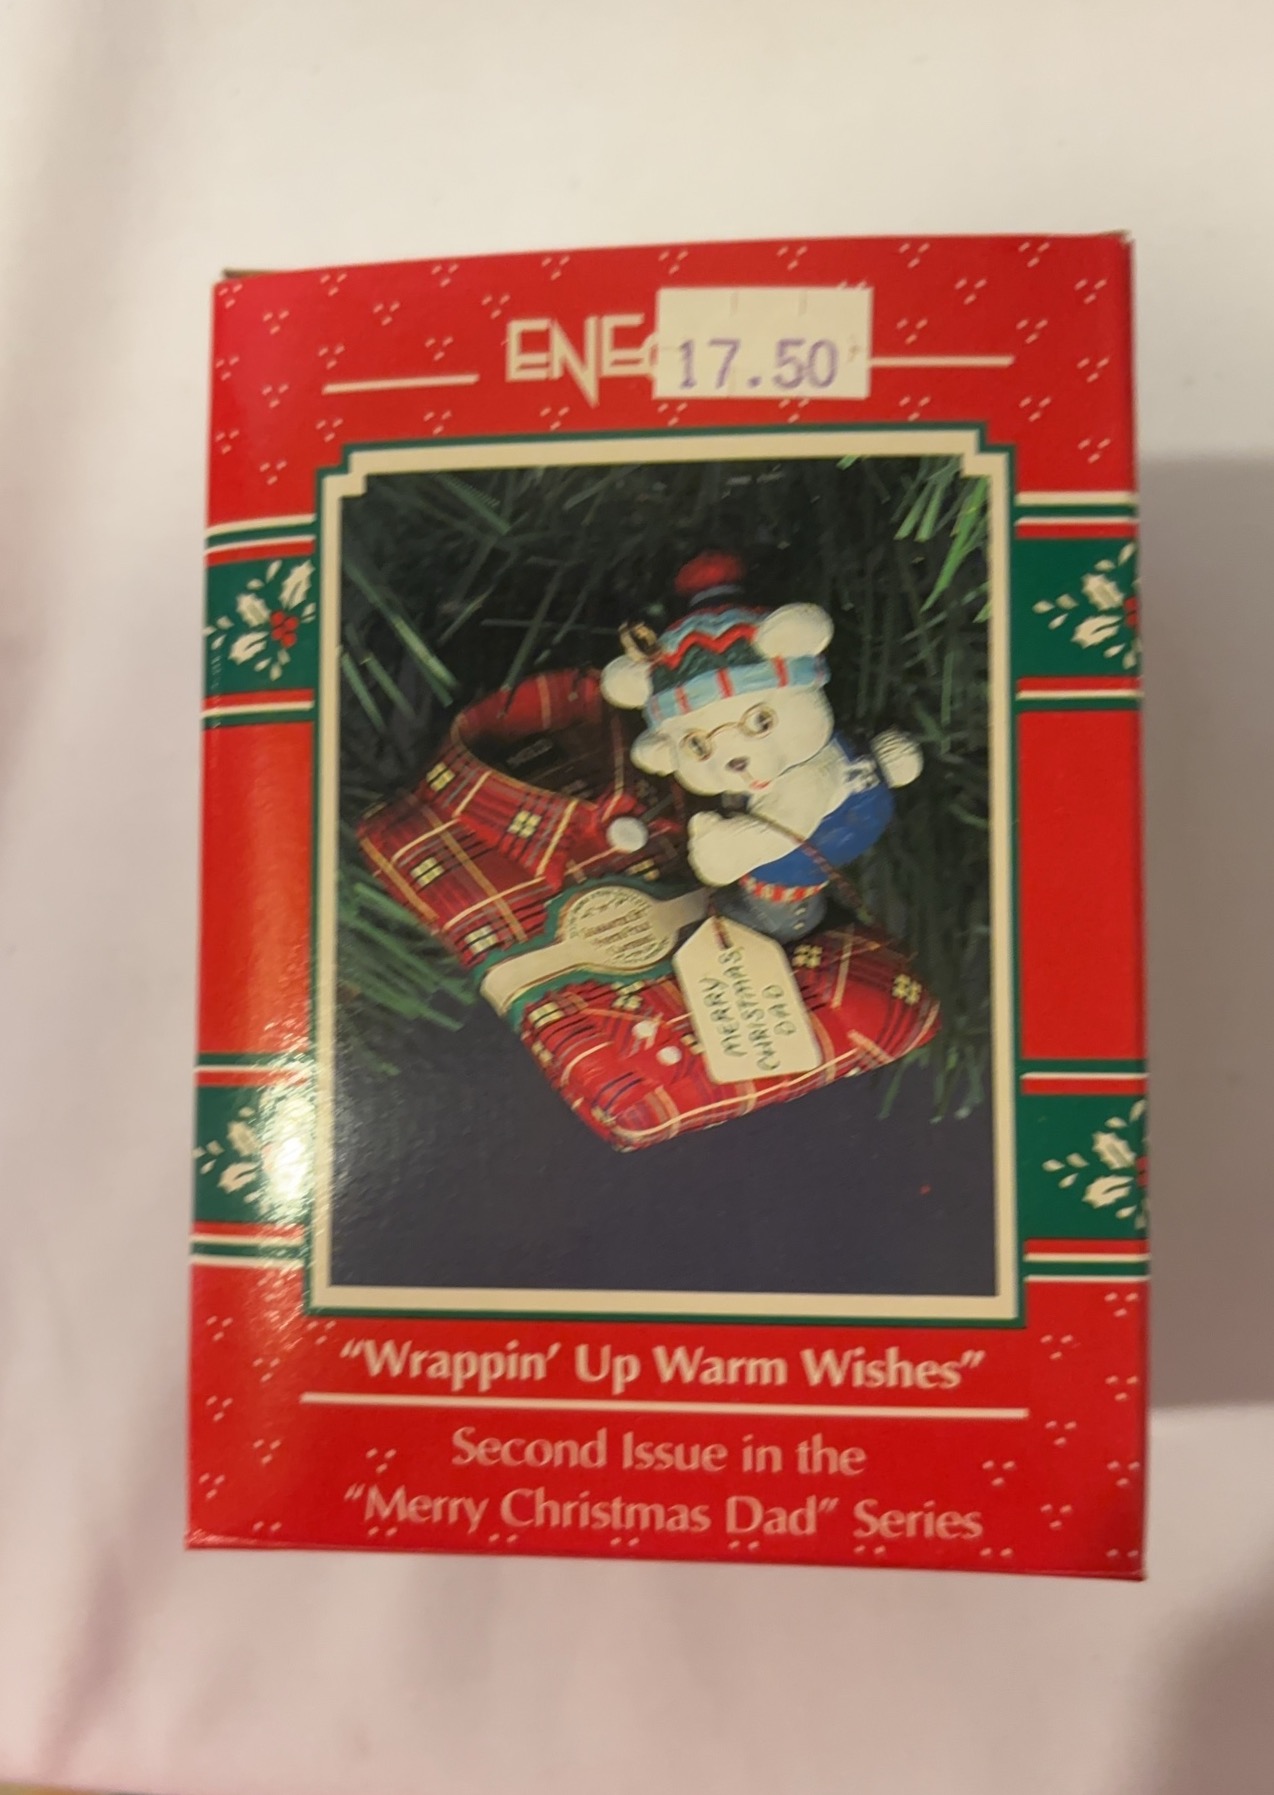 ENE
17.50
MERRY
CHRISTMAS
DAD
"Wrappin' Up Warm Wishes"
Second Issue in the
"Merry Christmas Dad" Series